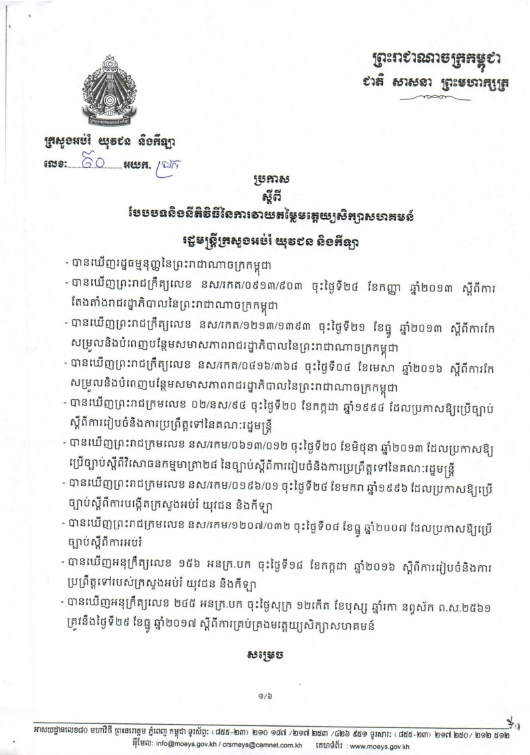 ព្រះរាជាណាចក្រកម្ពុជា
ជាតិ សាសនា ព្រះមហាក្សត្រ
ក្រសួងអប់រំ យុវជន និងកីឡា
លេខ: ៩០ អយក. ប្រក
ប្រកាស
ស្តីពី
បែបបទនិងនីតិវិធីនៃការវាយតម្លៃមត្តេយ្យសិក្សាសហគមន៍
រដ្ឋមន្ត្រីក្រសួងអប់រំ យុវជន និងកីឡា
- បានឃើញរដ្ឋធម្មនុញ្ញនៃព្រះរាជាណាចក្រកម្ពុជា
- បានឃើញព្រះរាជក្រឹត្យលេខ នស/រកត/០៩១៣/៩០៣ ចុះថ្ងៃទី២៤ ខែកញ្ញា ឆ្នាំ២០១៣ ស្តីពីការ
តែងតាំងរាជរដ្ឋាភិបាលនៃព្រះរាជាណាចក្រកម្ពុជា
- បានឃើញព្រះរាជក្រឹត្យលេខ នស/រកត/១២១៣/១៣៩៣ ចុះថ្ងៃទី២១ ខែធ្នូ ឆ្នាំ២០១៣ ស្តីពីការកែ
សម្រួលនិងបំពេញបន្ថែមសមាសភាពរាជរដ្ឋាភិបាលនៃព្រះរាជាណាចក្រកម្ពុជា
- បានឃើញព្រះរាជក្រឹត្យលេខ នស/រកត/០៤១៦/៣៦៨ ចុះថ្ងៃទី០៤ ខែមេសា ឆ្នាំ២០១៦ ស្តីពីការកែ
សម្រួលនិងបំពេញបន្ថែមសមាសភាពរាជរដ្ឋាភិបាលនៃព្រះរាជាណាចក្រកម្ពុជា
- បានឃើញព្រះរាជក្រមលេខ ០២/នស/៩៤ ចុះថ្ងៃទី២០ ខែកក្កដា ឆ្នាំ១៩៩៤ ដែលប្រកាសឱ្យប្រើច្បាប់
ស្តីពីការរៀបចំនិងការប្រព្រឹត្តទៅនៃគណៈរដ្ឋមន្ត្រី
- បានឃើញព្រះរាជក្រមលេខ នស/រកម/០៦១៣/០១២ ចុះថ្ងៃទី២០ ខែមិថុនា ឆ្នាំ២០១៣ ដែលប្រកាសឱ្យ
ប្រើច្បាប់ស្តីពីវិសោធនកម្មមាត្រា២៨ នៃច្បាប់ស្តីពីការរៀបចំនិងការប្រព្រឹត្តទៅនៃគណៈរដ្ឋមន្ត្រី
- បានឃើញព្រះរាជក្រមលេខ នស/រកម/០១៩៦/០១ ចុះថ្ងៃទី២៤ ខែមករា ឆ្នាំ១៩៩៦ ដែលប្រកាសឱ្យប្រើ
ច្បាប់ស្តីពីការបង្កើតក្រសួងអប់រំ យុវជន និងកីឡា
- បានឃើញព្រះរាជក្រមលេខ នស/រកម/១២០៧/០៣២ ចុះថ្ងៃទី០៨ ខែធ្នូ ឆ្នាំ២០០៧ ដែលប្រកាសឱ្យប្រើ
ច្បាប់ស្តីពីការអប់រំ
- បានឃើញអនុក្រឹត្យលេខ ១៥៦ អនក្រ.បក ចុះថ្ងៃទី១៨ ខែកក្កដា ឆ្នាំ២០១៦ ស្តីពីការរៀបចំនិងការ
ប្រព្រឹត្តទៅរបស់ក្រសួងអប់រំ យុវជន និងកីឡា
- បានឃើញអនុក្រឹត្យលេខ ២៤៥ អនក្រ.បក ចុះថ្ងៃសុក្រ ១២កើត ខែបុស្ស ឆ្នាំរកា នព្វស័ក ព.ស.២៥៦១
ត្រូវនឹងថ្ងៃទី២៩ ខែធ្នូ ឆ្នាំ២០១៧ ស្តីពីការគ្រប់គ្រងមត្តេយ្យសិក្សាសហគមន៍
សម្រេច
១/៦
អាសយដ្ឋានលេខ៨០ មហាវិថី ព្រះនរោត្តម ភ្នំពេញ កម្ពុជា ទូរស័ព្ទ: (៨៥៥-២៣) ២១០ ១៨៧ /២១៧ ២៥៣ /៤២៦ ៩៥១ ទូរសារ: (៨៥៥-២៣) ២១៧ ២៥០ / ២១២ ៥១២
អ៊ីម៉ែល: info@moeys.gov.kh / crsmeys@camnet.com.kh គេហទំព័រ : www.moeys.gov.kh